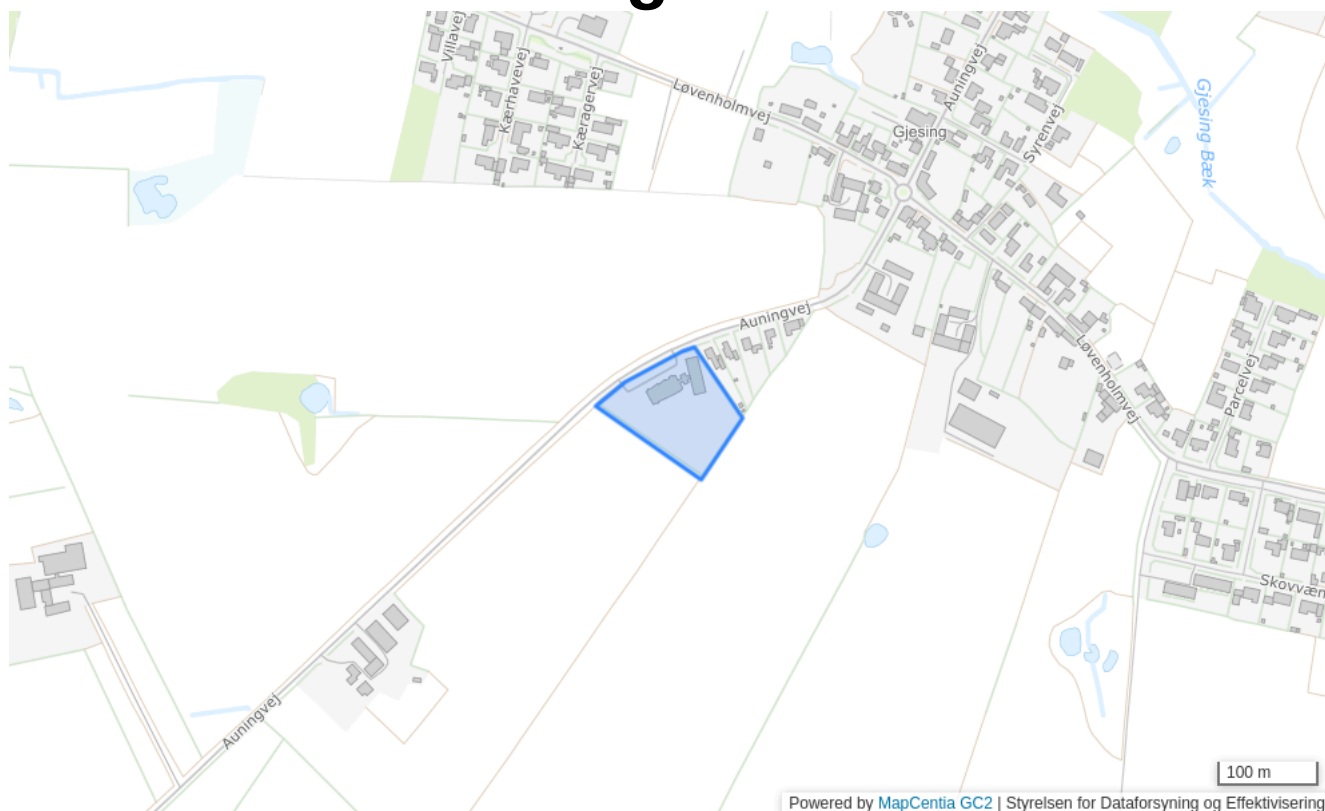 g
Villavej
Kærhavevej
Kæragervej
Løvenholmvej
Auningvej
Gjesing
Syrenvej
Gjesing Bæk
Auningvej
Løvenholmvej
Parcelvej
Skovvæn
Auningvej
100 m
Powered by MapCentia GC2 | Styrelsen for Dataforsyning og Effektivisering